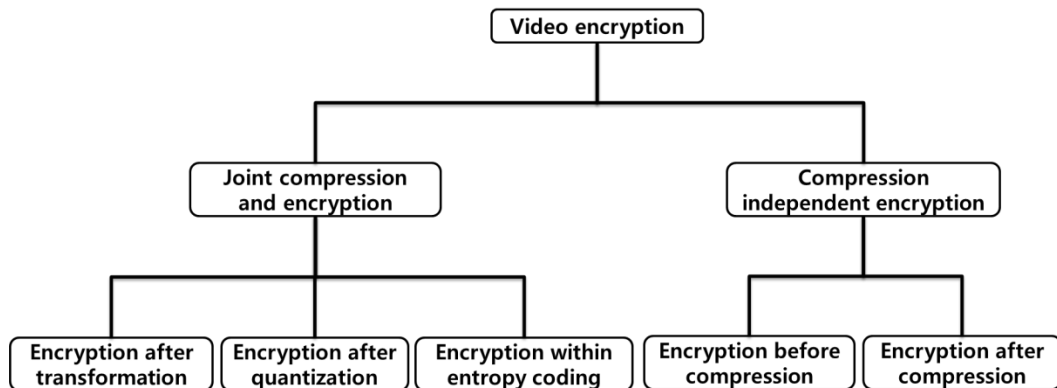 Video encryption
Joint compression
and encryption
Compression
independent encryption
Encryption after
transformation
Encryption after
quantization
Encryption within
entropy coding
Encryption before
compression
Encryption after
compression